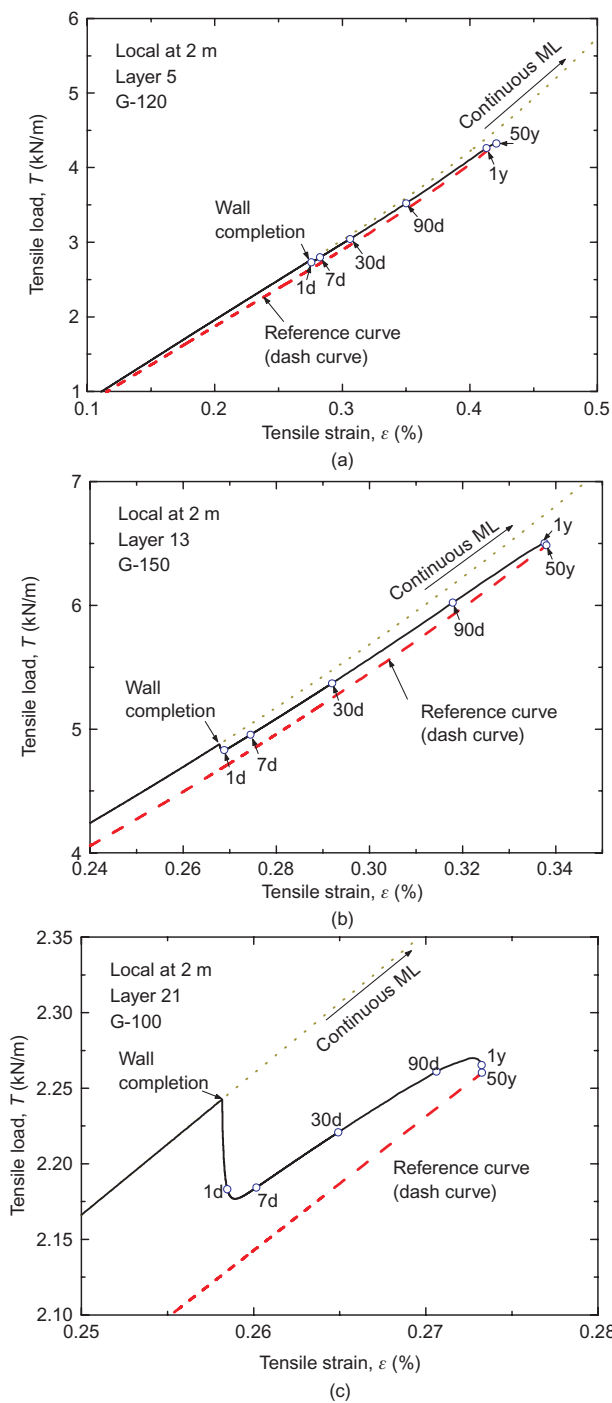 6
5
4
3
2
1
0.1
0.2
0.3
0.4
0.5
Tensile load, T (kN/m)
Tensile strain, ε (%)
Local at 2 m
Layer 5
G-120
Continuous ML
50y
1y
90d
30d
7d
1d
Wall
completion
Reference curve
(dash curve)
(a)
7
6
5
4
0.24
0.26
0.28
0.30
0.32
0.34
Tensile load, T (kN/m)
Tensile strain, ε (%)
Local at 2 m
Layer 13
G-150
Continuous ML
1y
50y
90d
30d
7d
1d
Wall
completion
Reference curve
(dash curve)
(b)
2.35
2.30
2.25
2.20
2.15
2.10
0.25
0.26
0.27
0.28
Tensile load, T (kN/m)
Tensile strain, ε (%)
Local at 2 m
Layer 21
G-100
Continuous ML
Wall
completion
90d
1y
50y
30d
1d
7d
Reference curve
(dash curve)
(c)